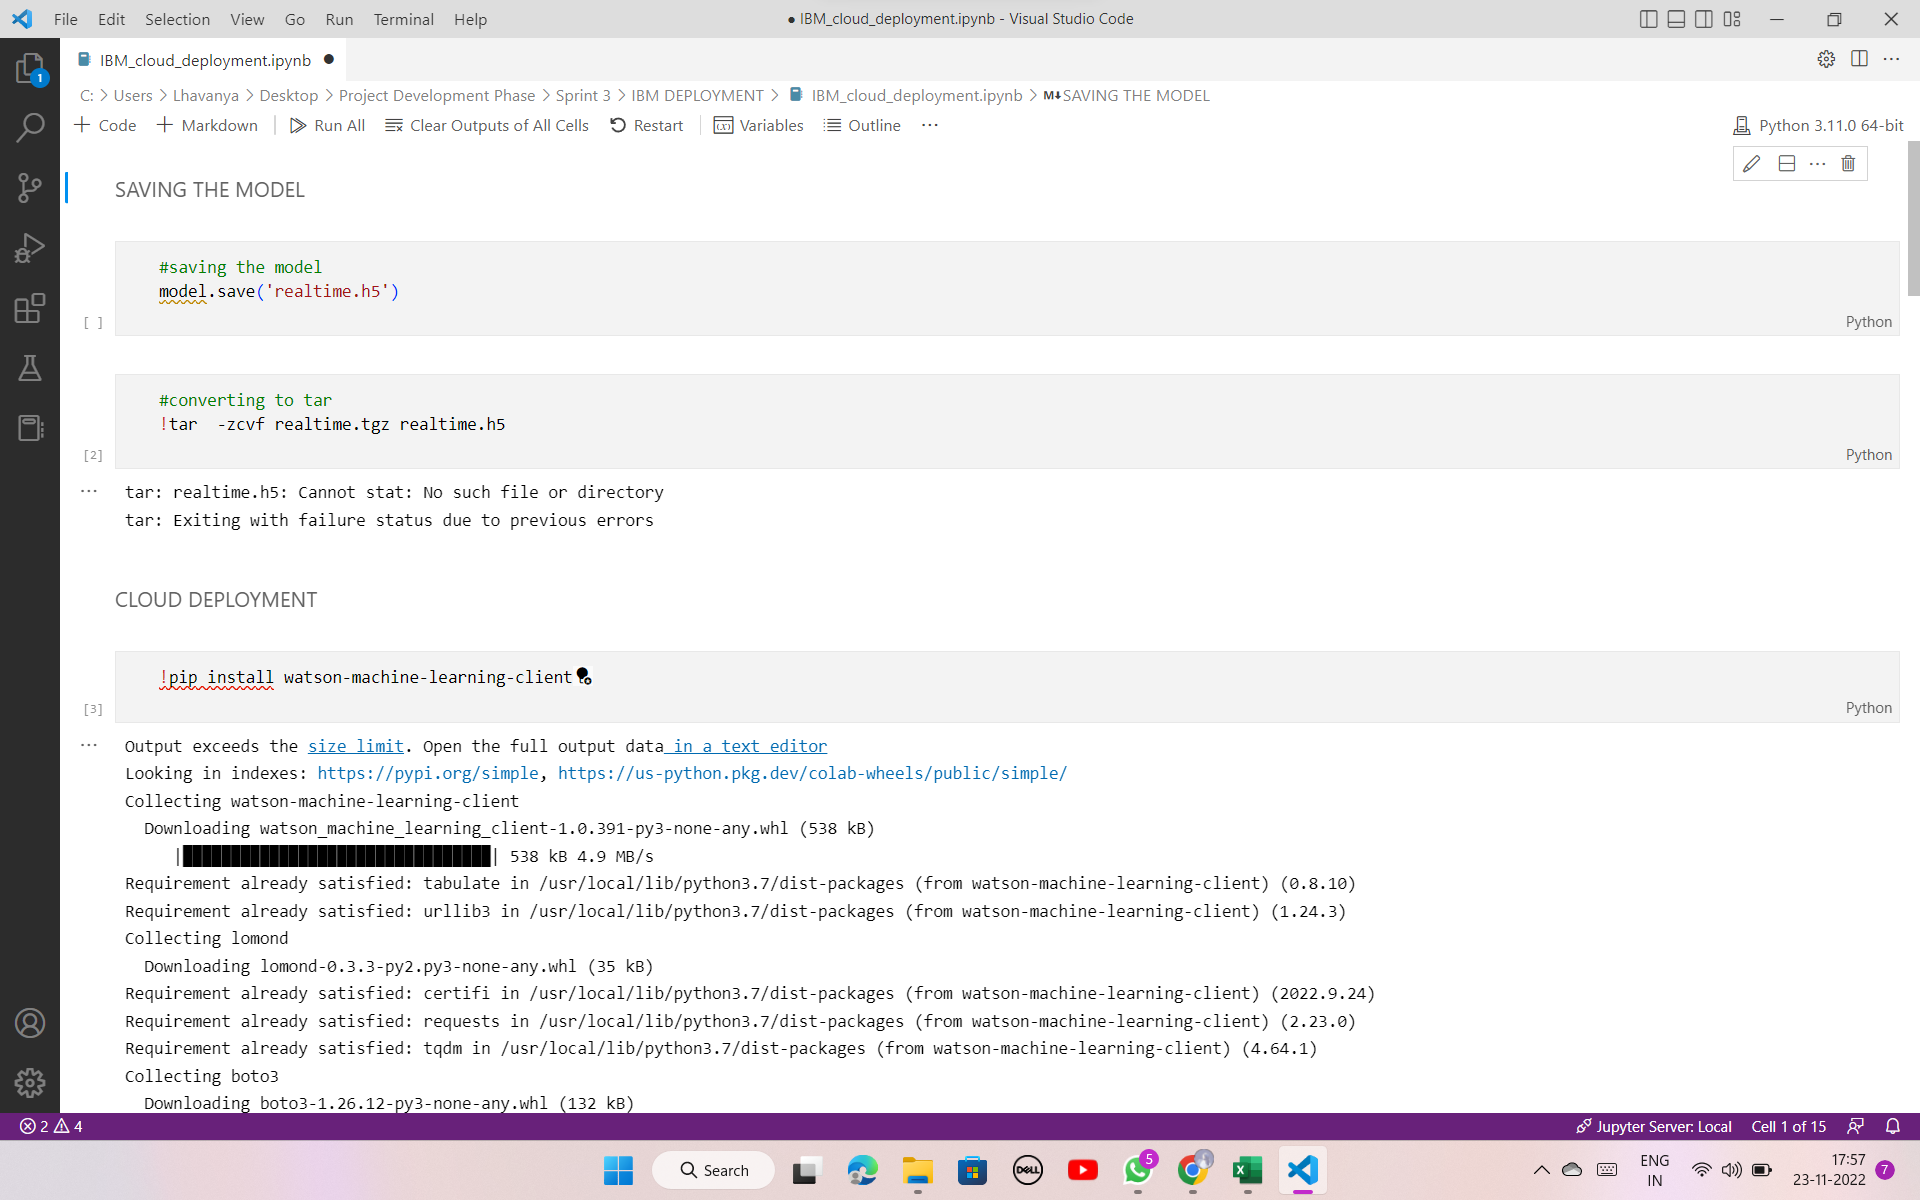 File Edit Selection View Go Run Terminal Help
● IBM_cloud_deployment.ipynb - Visual Studio Code
IBM_cloud_deployment.ipynb ●
C: > Users > Lhavanya > Desktop > Project Development Phase > Sprint 3 > IBM DEPLOYMENT > IBM_cloud_deployment.ipynb > M↓SAVING THE MODEL
+ Code + Markdown | Run All Clear Outputs of All Cells Restart | Variables Outline ...
Python 3.11.0 64-bit
1
SAVING THE MODEL
#saving the model
model.save('realtime.h5')
[ ]
Python
#converting to tar
!tar  -zcvf realtime.tgz realtime.h5
[2]
Python
... tar: realtime.h5: Cannot stat: No such file or directory
tar: Exiting with failure status due to previous errors
CLOUD DEPLOYMENT
!pip install watson-machine-learning-client
[3]
Python
... Output exceeds the size limit. Open the full output data in a text editor
Looking in indexes: https://pypi.org/simple, https://us-python.pkg.dev/colab-wheels/public/simple/
Collecting watson-machine-learning-client
  Downloading watson_machine_learning_client-1.0.391-py3-none-any.whl (538 kB)
     |████████████████████████████████| 538 kB 4.9 MB/s
Requirement already satisfied: tabulate in /usr/local/lib/python3.7/dist-packages (from watson-machine-learning-client) (0.8.10)
Requirement already satisfied: urllib3 in /usr/local/lib/python3.7/dist-packages (from watson-machine-learning-client) (1.24.3)
Collecting lomond
  Downloading lomond-0.3.3-py2.py3-none-any.whl (35 kB)
Requirement already satisfied: certifi in /usr/local/lib/python3.7/dist-packages (from watson-machine-learning-client) (2022.9.24)
Requirement already satisfied: requests in /usr/local/lib/python3.7/dist-packages (from watson-machine-learning-client) (2.23.0)
Requirement already satisfied: tqdm in /usr/local/lib/python3.7/dist-packages (from watson-machine-learning-client) (4.64.1)
Collecting boto3
  Downloading boto3-1.26.12-py3-none-any.whl (132 kB)
2 4
Jupyter Server: Local Cell 1 of 15
Search
DELL
5
ENG
IN
17:57
23-11-2022
7